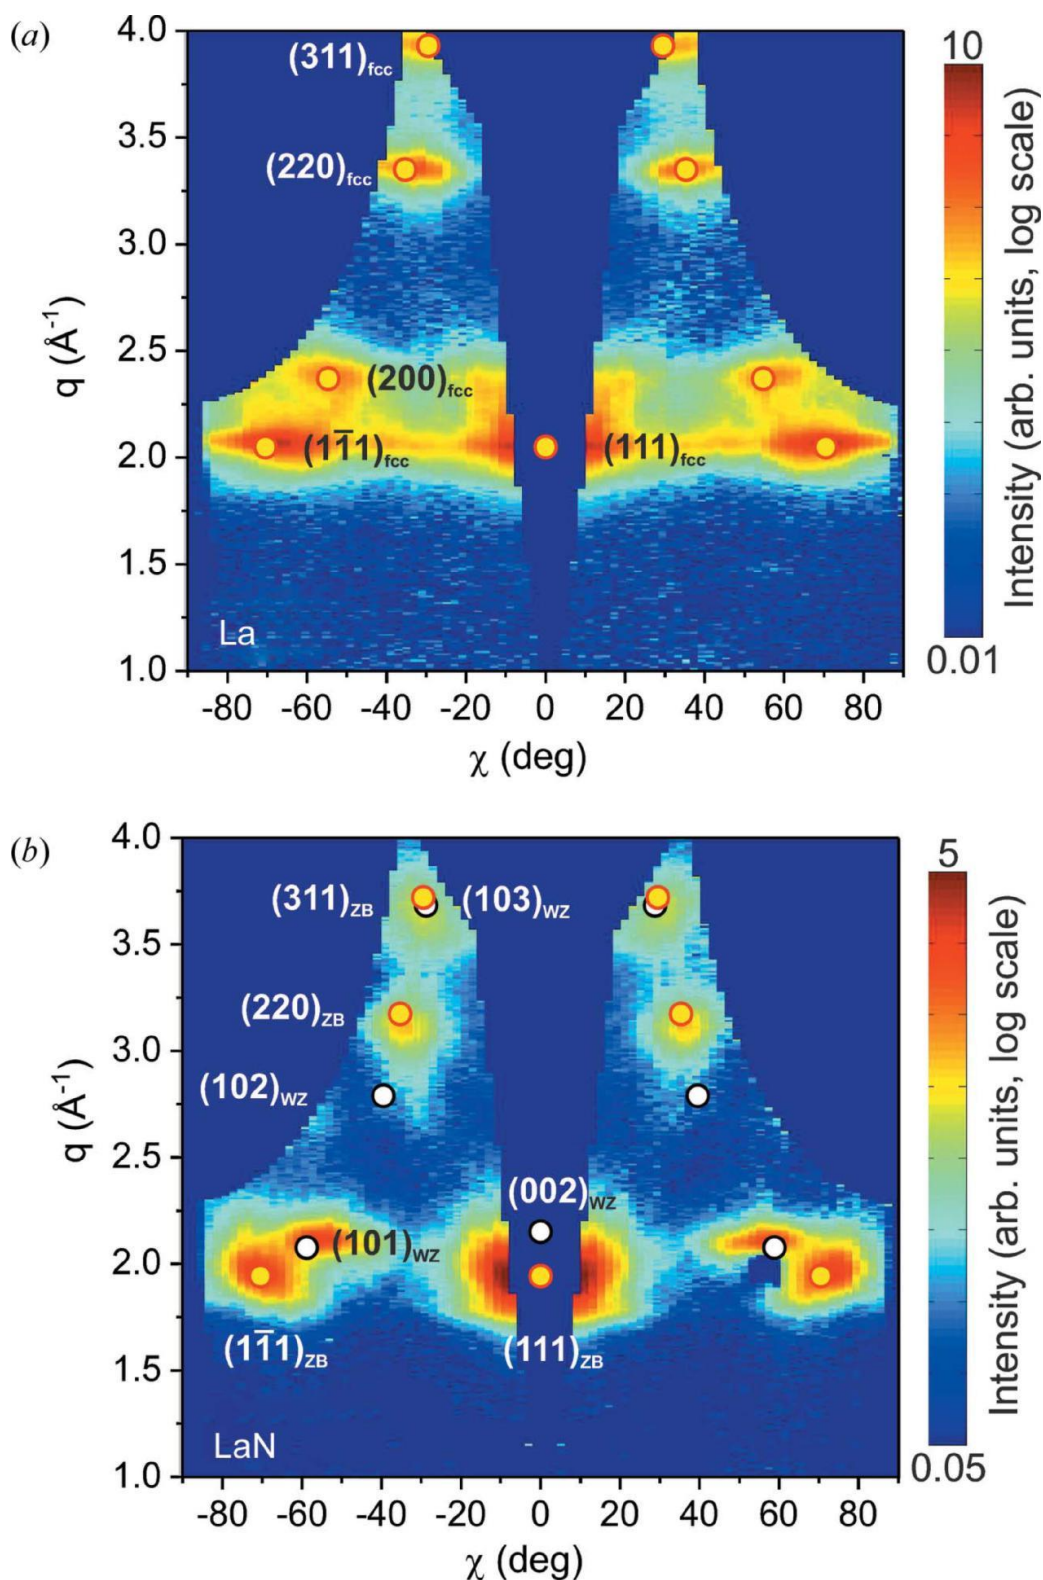 (a)
4.0
(311)fcc
(220)fcc
3.5
3.0
2.5
(200)fcc
2.0
(11̅1)fcc
(111)fcc
1.5
La
1.0
q (Å⁻¹)
-80 -60 -40 -20 0 20 40 60 80
χ (deg)
10
0.01
Intensity (arb. units, log scale)
(b)
4.0
(311)ZB
(103)WZ
3.5
(220)ZB
3.0
(102)WZ
2.5
(002)WZ
(101)WZ
2.0
(11̅1)ZB
(111)ZB
1.5
LaN
1.0
q (Å⁻¹)
-80 -60 -40 -20 0 20 40 60 80
χ (deg)
5
0.05
Intensity (arb. units, log scale)